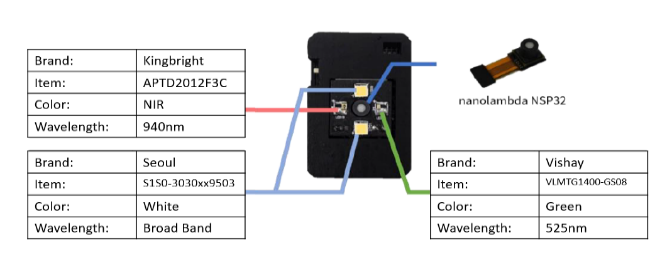 Brand: Kingbright
Item: APTD2012F3C
Color: NIR
Wavelength: 940nm
nanolambda NSP32
Brand: Seoul
Item: S1S0-3030xx9503
Color: White
Wavelength: Broad Band
Brand: Vishay
Item: VLMTG1400-GS08
Color: Green
Wavelength: 525nm